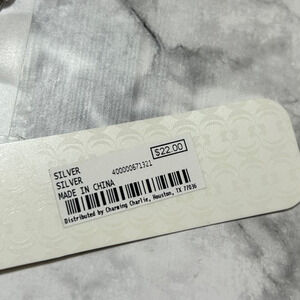 $22.00
SILVER 400000671321
SILVER
MADE IN CHINA
Distributed by Charming Charlie, Houston, TX 77036